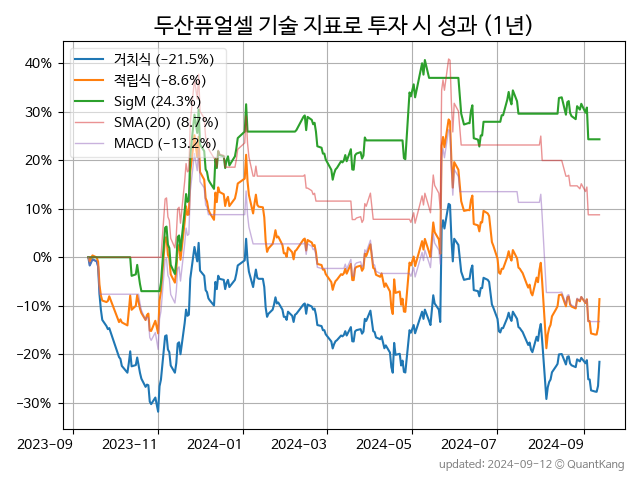 두산퓨얼셀 기술 지표로 투자 시 성과 (1년)
거치식 (−21.5%)
적립식 (−8.6%)
SigM (24.3%)
SMA(20) (8.7%)
MACD (−13.2%)
40%
30%
20%
10%
0%
−10%
−20%
−30%
2023-09 2023-11 2024-01 2024-03 2024-05 2024-07 2024-09
updated: 2024-09-12 © QuantKang